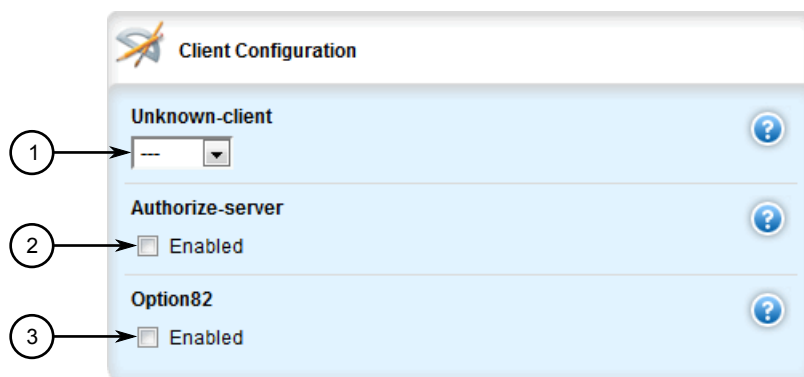 Client Configuration
Unknown-client
?
1
---
Authorize-server
?
2
Enabled
Option82
?
3
Enabled